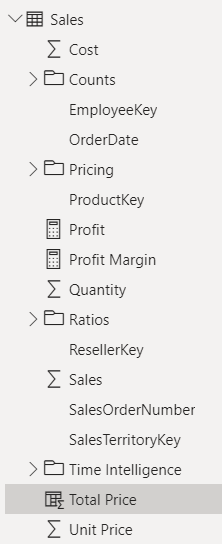 Sales
Cost
Counts
EmployeeKey
OrderDate
Pricing
ProductKey
Profit
Profit Margin
Quantity
Ratios
ResellerKey
Sales
SalesOrderNumber
SalesTerritoryKey
Time Intelligence
Total Price
Unit Price